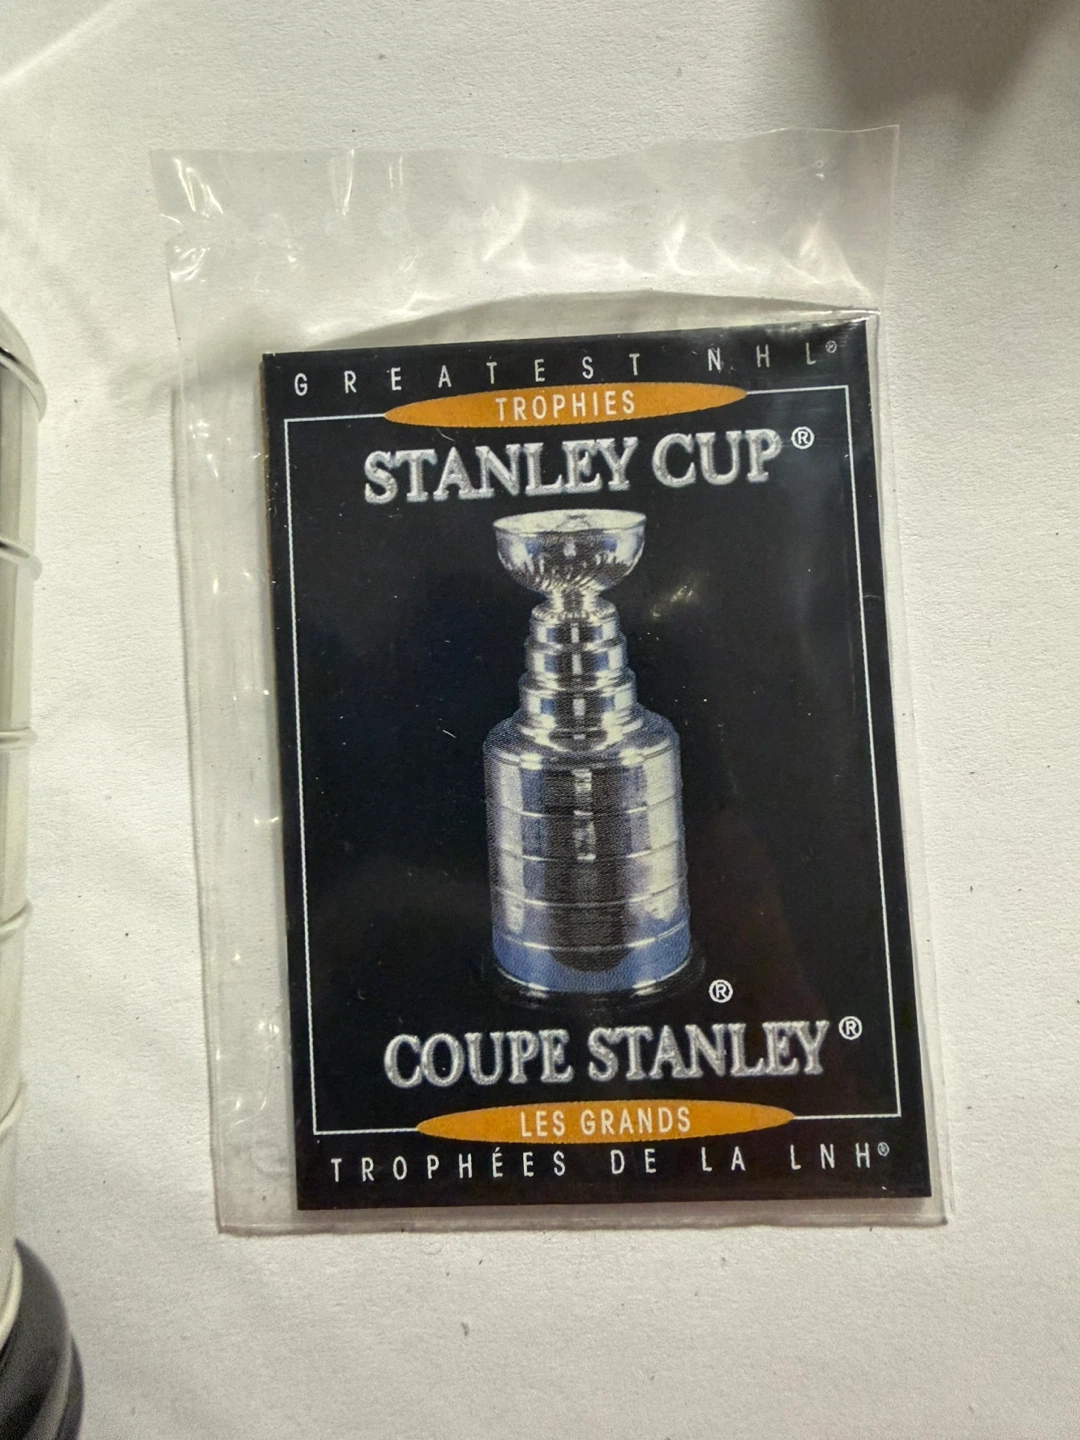 GREATEST NHL®
TROPHIES
STANLEY CUP®
®
COUPE STANLEY®
LES GRANDS
TROPHÉES DE LA LNH®